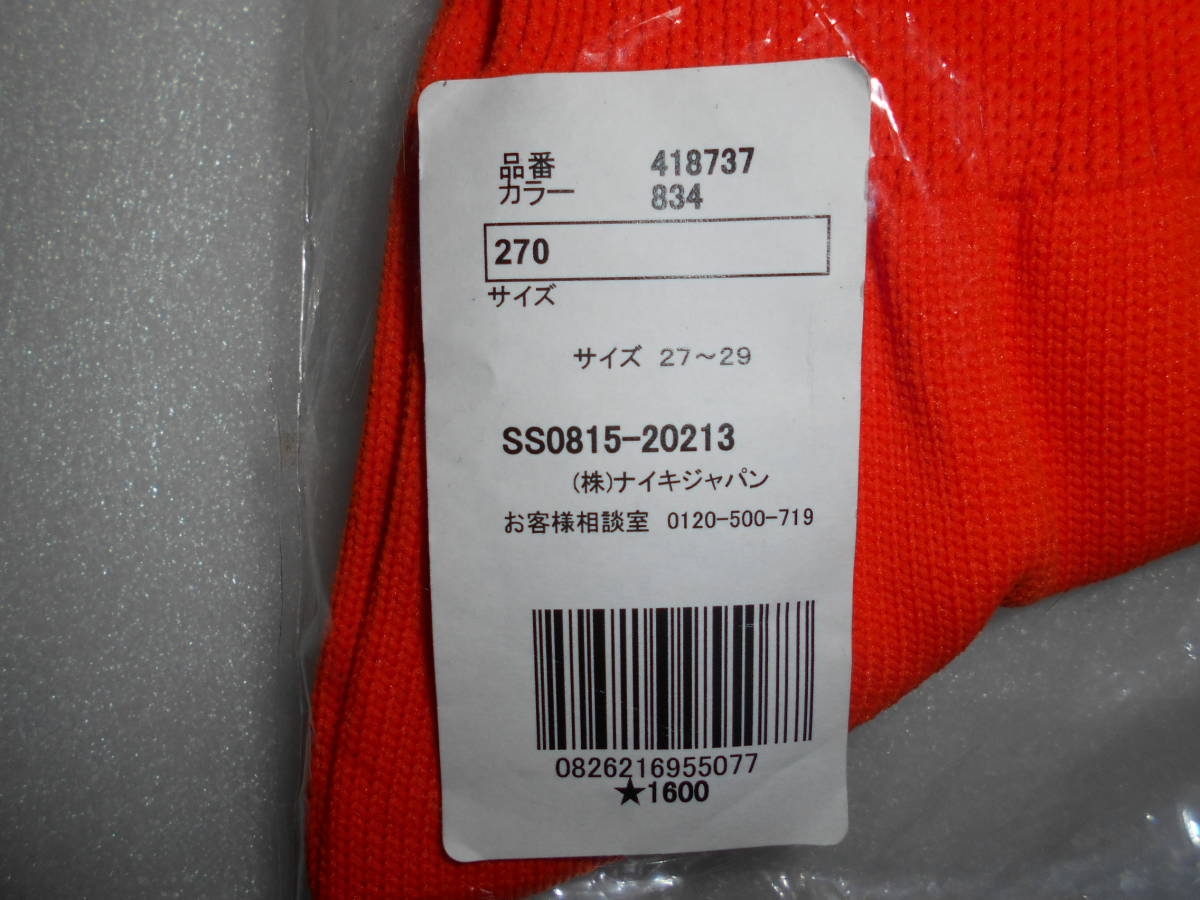 品番 418737
カラー 834
270
サイズ
サイズ 27～29
SS0815-20213
(株)ナイキジャパン
お客様相談室 0120-500-719
0826216955077
★1600